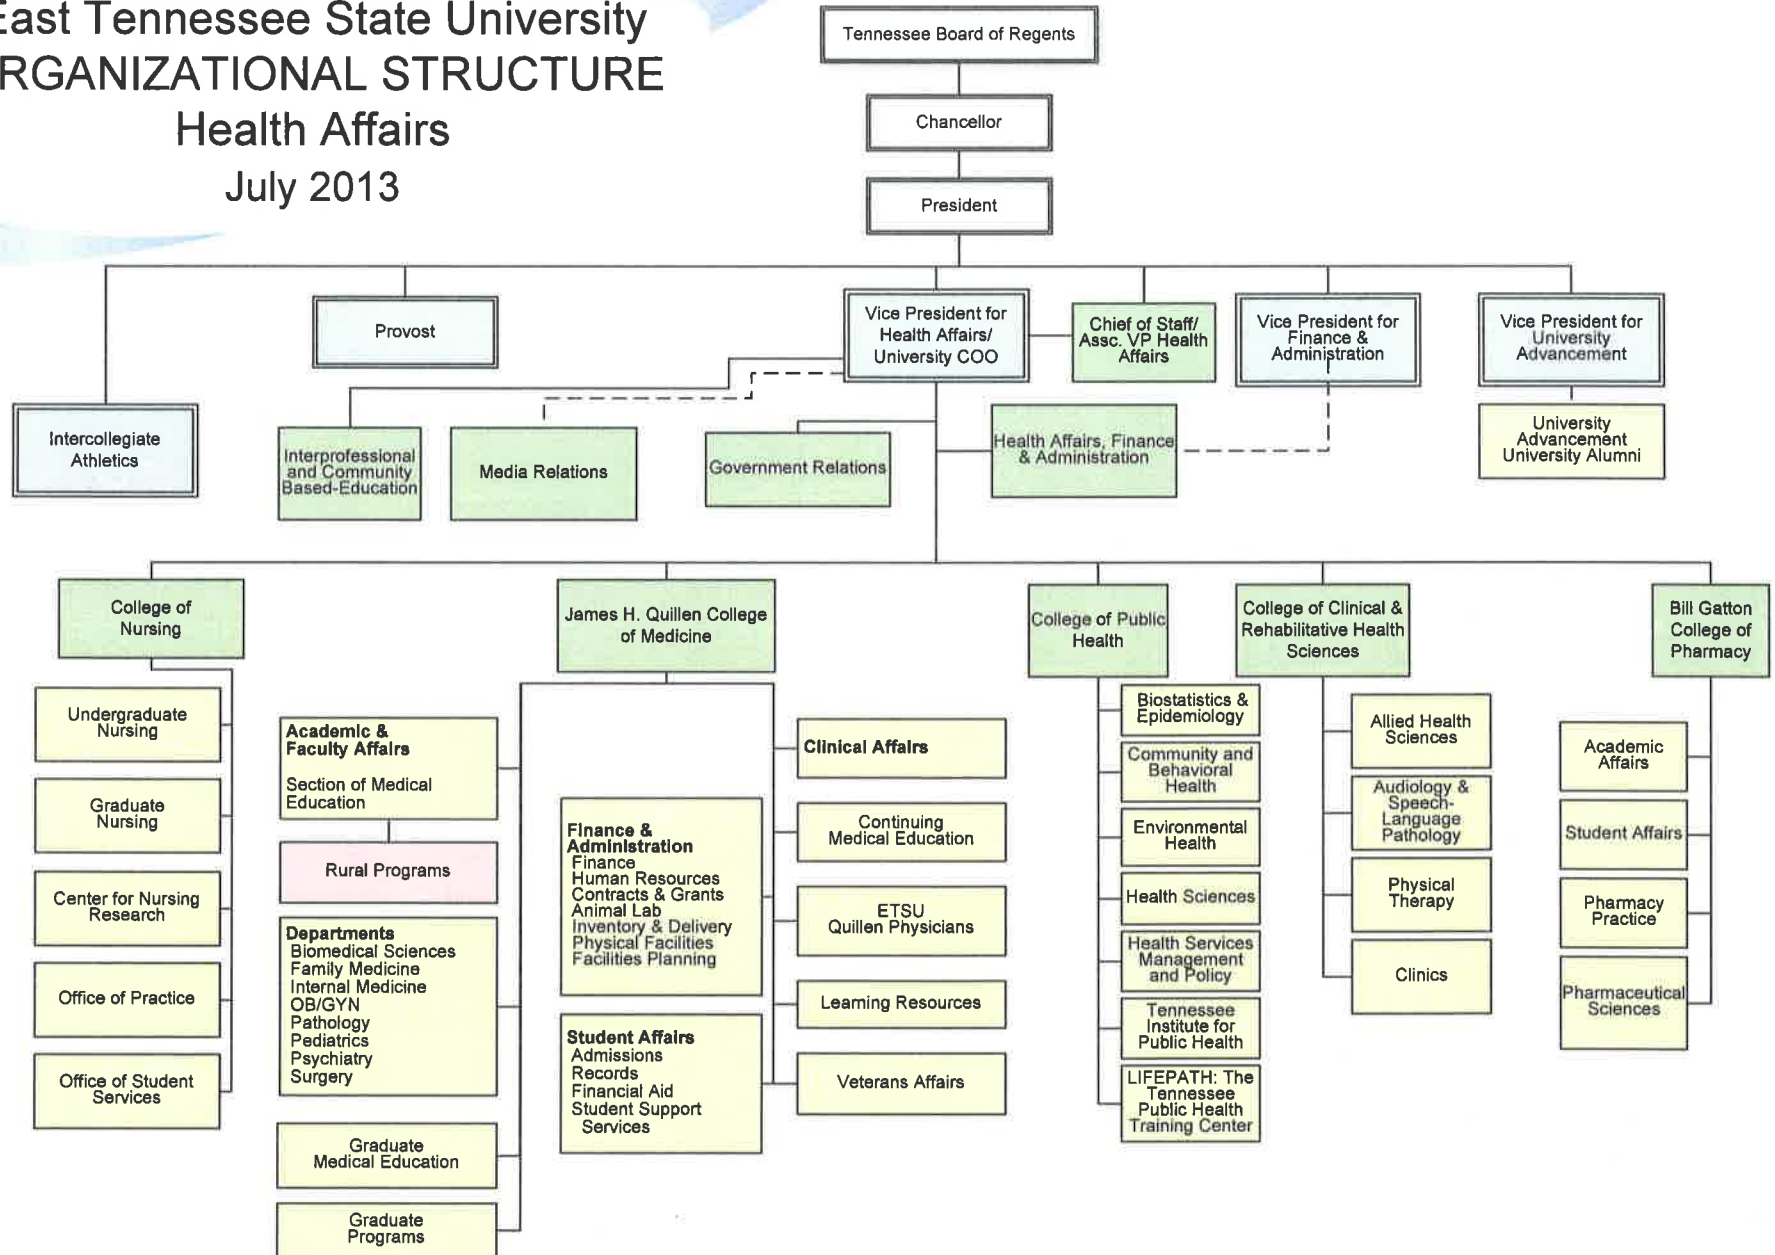 East Tennessee State University
RGANIZATIONAL STRUCTURE
Health Affairs
July 2013
Tennessee Board of Regents
Chancellor
President
Provost
Vice President for
Health Affairs/
University COO
Chief of Staff/
Assc. VP Health
Affairs
Vice President for
Finance &
Administration
Vice President for
University
Advancement
Intercollegiate
Athletics
Interprofessional
and Community
Based-Education
Media Relations
Government Relations
Health Affairs, Finance
& Administration
University
Advancement
University Alumni
College of
Nursing
James H. Quillen College
of Medicine
College of Public
Health
College of Clinical &
Rehabilitative Health
Sciences
Bill Gatton
College of
Pharmacy
Undergraduate
Nursing
Graduate
Nursing
Center for Nursing
Research
Office of Practice
Office of Student
Services
Academic &
Faculty Affairs
Section of Medical
Education
Rural Programs
Departments
Biomedical Sciences
Family Medicine
Internal Medicine
OB/GYN
Pathology
Pediatrics
Psychiatry
Surgery
Graduate
Medical Education
Graduate
Programs
Finance &
Administration
Finance
Human Resources
Contracts & Grants
Animal Lab
Inventory & Delivery
Physical Facilities
Facilities Planning
Student Affairs
Admissions
Records
Financial Aid
Student Support
Services
Clinical Affairs
Continuing
Medical Education
ETSU
Quillen Physicians
Learning Resources
Veterans Affairs
Biostatistics &
Epidemiology
Community and
Behavioral
Health
Environmental
Health
Health Sciences
Health Services
Management
and Policy
Tennessee
Institute for
Public Health
LIFEPATH: The
Tennessee
Public Health
Training Center
Allied Health
Sciences
Audiology &
Speech-
Language
Pathology
Physical
Therapy
Clinics
Academic
Affairs
Student Affairs
Pharmacy
Practice
Pharmaceutical
Sciences